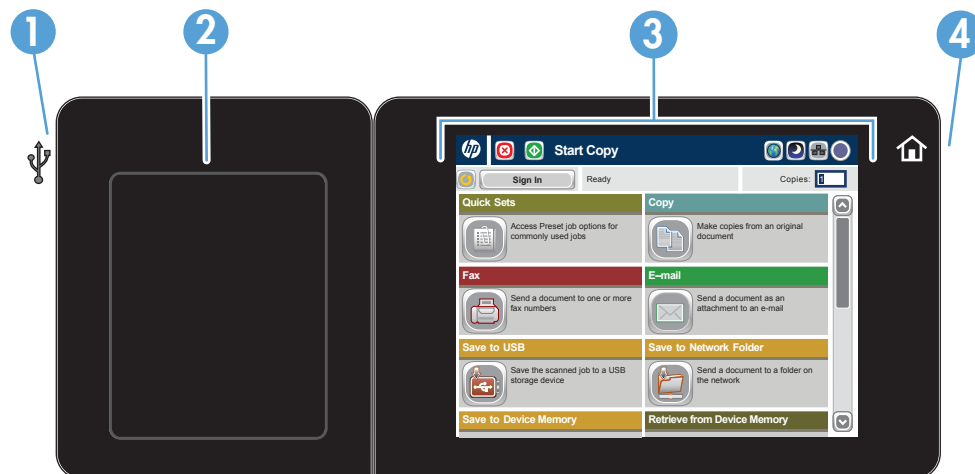 1
2
3
4
hp
Start Copy
Sign In
Ready
Copies: 1
Quick Sets
Access Preset job options for
commonly used jobs
Copy
Make copies from an original
document
Fax
Send a document to one or more
fax numbers
E–mail
Send a document as an
attachment to an e-mail
Save to USB
Save the scanned job to a USB
storage device
Save to Network Folder
Send a document to a folder on
the network
Save to Device Memory
Retrieve from Device Memory